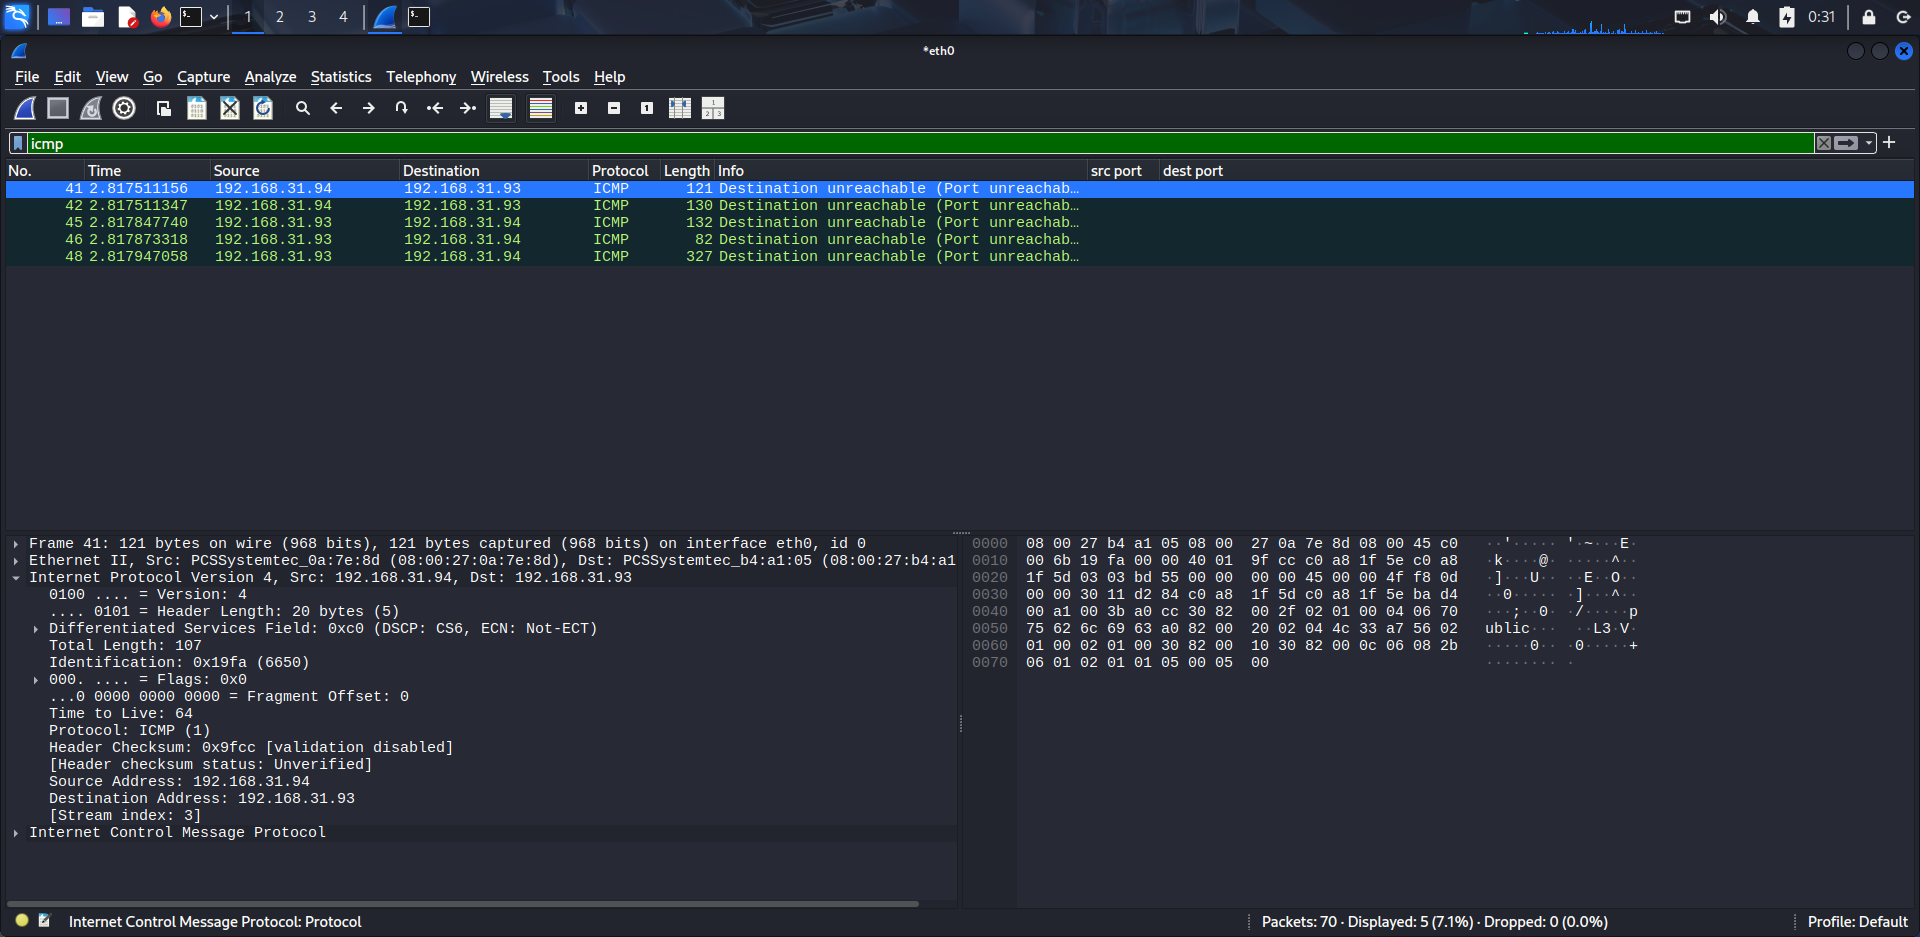 1 2 3 4 0:31
*eth0
File Edit View Go Capture Analyze Statistics Telephony Wireless Tools Help
icmp
No. Time Source Destination Protocol Length Info src port dest port
41 2.817511156 192.168.31.94 192.168.31.93 ICMP 121 Destination unreachable (Port unreachab…
42 2.817511347 192.168.31.94 192.168.31.93 ICMP 130 Destination unreachable (Port unreachab…
45 2.817847740 192.168.31.93 192.168.31.94 ICMP 132 Destination unreachable (Port unreachab…
46 2.817873318 192.168.31.93 192.168.31.94 ICMP 82 Destination unreachable (Port unreachab…
48 2.817947058 192.168.31.93 192.168.31.94 ICMP 327 Destination unreachable (Port unreachab…
Frame 41: 121 bytes on wire (968 bits), 121 bytes captured (968 bits) on interface eth0, id 0
Ethernet II, Src: PCSSystemtec_0a:7e:8d (08:00:27:0a:7e:8d), Dst: PCSSystemtec_b4:a1:05 (08:00:27:b4:a1
Internet Protocol Version 4, Src: 192.168.31.94, Dst: 192.168.31.93
0100 .... = Version: 4
.... 0101 = Header Length: 20 bytes (5)
Differentiated Services Field: 0xc0 (DSCP: CS6, ECN: Not-ECT)
Total Length: 107
Identification: 0x19fa (6650)
000. .... = Flags: 0x0
...0 0000 0000 0000 = Fragment Offset: 0
Time to Live: 64
Protocol: ICMP (1)
Header Checksum: 0x9fcc [validation disabled]
[Header checksum status: Unverified]
Source Address: 192.168.31.94
Destination Address: 192.168.31.93
[Stream index: 3]
Internet Control Message Protocol
0000 08 00 27 b4 a1 05 08 00 27 0a 7e 8d 08 00 45 c0 ··'····· '·~···E·
0010 00 6b 19 fa 00 00 40 01 9f cc c0 a8 1f 5e c0 a8 ·k····@· ·····^··
0020 1f 5d 03 03 bd 55 00 00 00 00 45 00 00 4f f8 0d ·]···U·· ··E··O··
0030 00 00 30 11 d2 84 c0 a8 1f 5d c0 a8 1f 5e ba d4 ··0····· ·]···^··
0040 00 a1 00 3b a0 cc 30 82 00 2f 02 01 00 04 06 70 ···;··0· ·/·····p
0050 75 62 6c 69 63 a0 82 00 20 02 04 4c 33 a7 56 02 ublic··· ··L3·V·
0060 01 00 02 01 00 30 82 00 10 30 82 00 0c 06 08 2b ·····0·· ·0·····+
0070 06 01 02 01 01 05 00 05 00 ········ ·
Internet Control Message Protocol: Protocol Packets: 70 · Displayed: 5 (7.1%) · Dropped: 0 (0.0%) Profile: Default